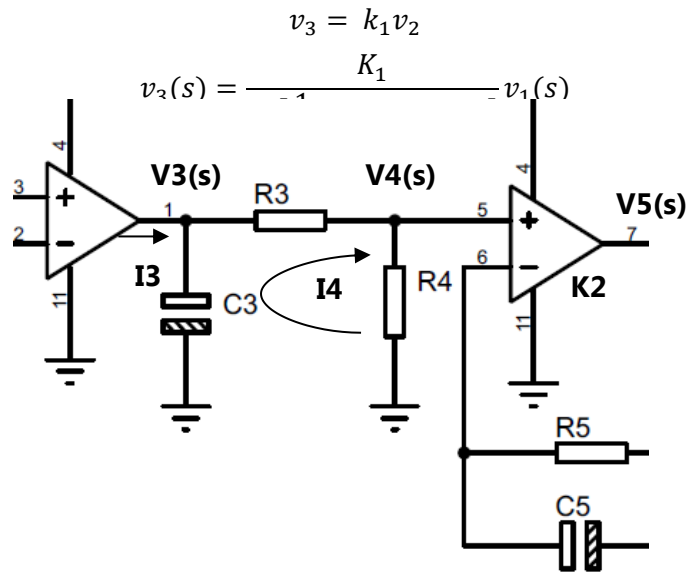 v₃ = k₁v₂
v₃(s) = K₁ v₁(s)
4
4
V3(s)
V4(s)
V5(s)
3
1
R3
5
7
2
6
I3
C3
I4
R4
K2
11
11
R5
C5